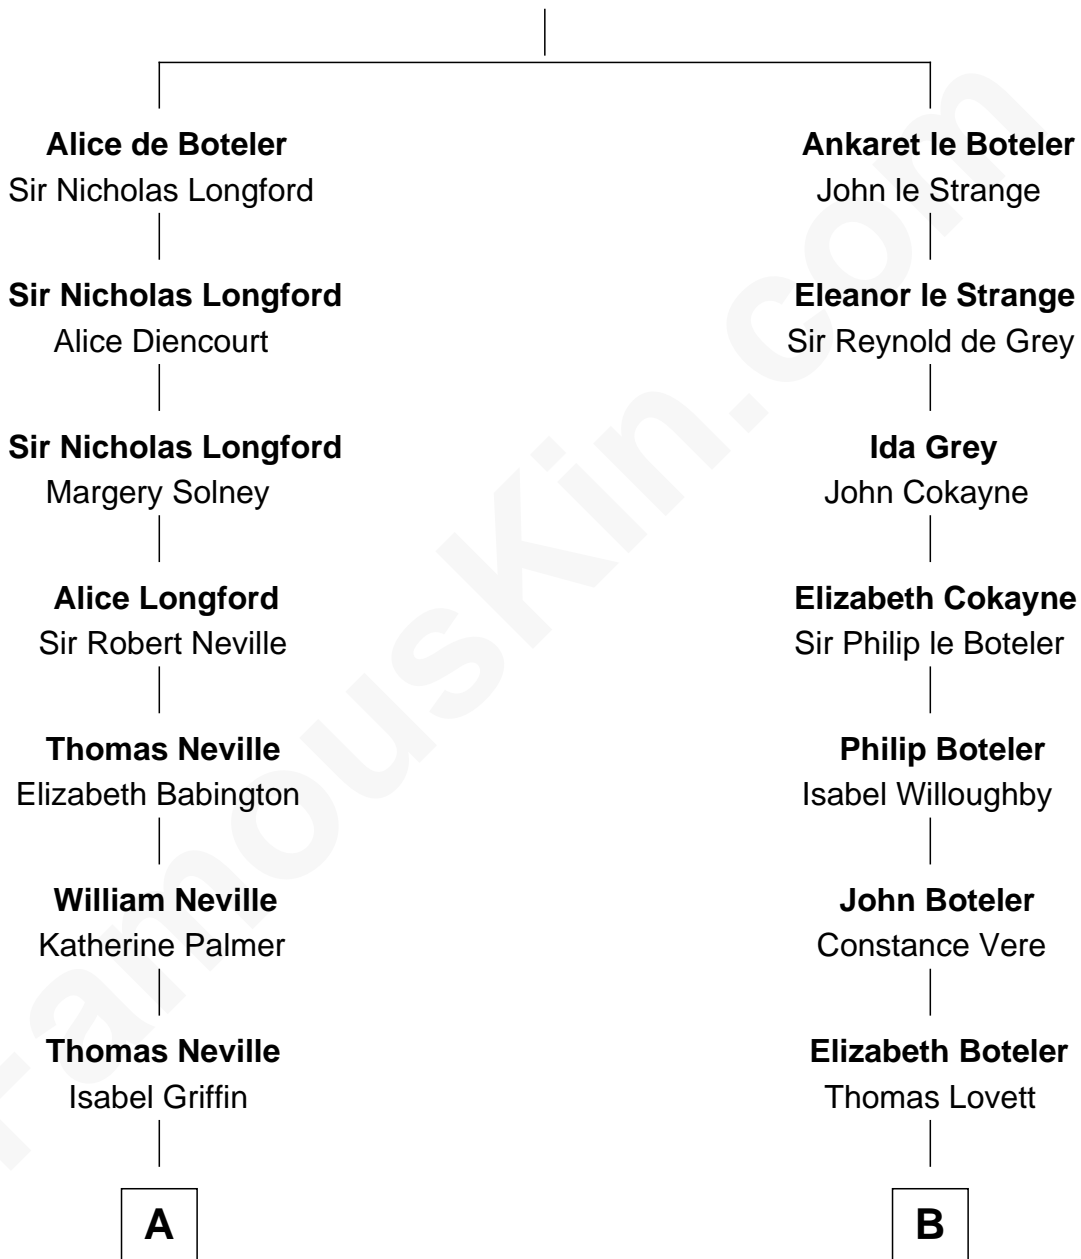 Alice de Boteler
Sir Nicholas Longford
Sir Nicholas Longford
Alice Diencourt
Sir Nicholas Longford
Margery Solney
Alice Longford
Sir Robert Neville
Thomas Neville
Elizabeth Babington
William Neville
Katherine Palmer
Thomas Neville
Isabel Griffin
A
Ankaret le Boteler
John le Strange
Eleanor le Strange
Sir Reynold de Grey
Ida Grey
John Cokayne
Elizabeth Cokayne
Sir Philip le Boteler
Philip Boteler
Isabel Willoughby
John Boteler
Constance Vere
Elizabeth Boteler
Thomas Lovett
B
FamousKin.com